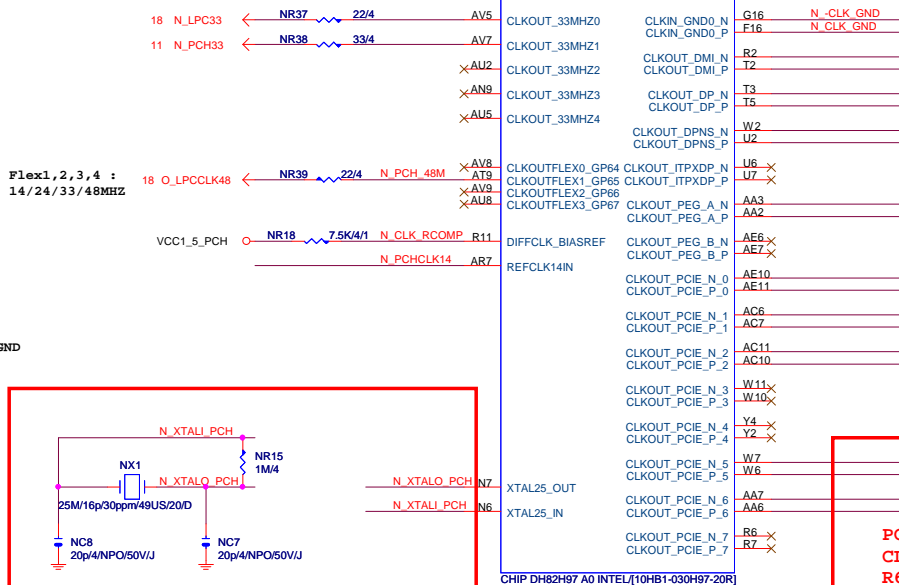 18 N_LPC33 NR37 22/4 AV5 CLKOUT_33MHZ0 CLKIN_GND0_N G16 N_-CLK_GND
CLKIN_GND0_P F16 N_CLK_GND
11 N_PCH33 NR38 33/4 AV7 CLKOUT_33MHZ1
CLKOUT_DMI_N R2
AU2 CLKOUT_33MHZ2 CLKOUT_DMI_P T2
AN9 CLKOUT_33MHZ3 CLKOUT_DP_N T3
CLKOUT_DP_P T5
AU5 CLKOUT_33MHZ4
CLKOUT_DPNS_N W2
CLKOUT_DPNS_P U2
Flex1,2,3,4 :
14/24/33/48MHZ
AV8 CLKOUTFLEX0_GP64 CLKOUT_ITPXDP_N U6
18 O_LPCCLK48 NR39 22/4 N_PCH_48M AT9 CLKOUTFLEX1_GP65 CLKOUT_ITPXDP_P U7
AV9 CLKOUTFLEX2_GP66
AU8 CLKOUTFLEX3_GP67 CLKOUT_PEG_A_N AA3
CLKOUT_PEG_A_P AA2
VCC1_5_PCH NR18 7.5K/4/1 N_CLK_RCOMP R11 DIFFCLK_BIASREF CLKOUT_PEG_B_N AE6
CLKOUT_PEG_B_P AE7
N_PCHCLK14 AR7 REFCLK14IN
CLKOUT_PCIE_N_0 AE10
CLKOUT_PCIE_P_0 AE11
CLKOUT_PCIE_N_1 AC6
CLKOUT_PCIE_P_1 AC7
GND
CLKOUT_PCIE_N_2 AC11
CLKOUT_PCIE_P_2 AC10
CLKOUT_PCIE_N_3 W11
CLKOUT_PCIE_P_3 W10
CLKOUT_PCIE_N_4 Y4
CLKOUT_PCIE_P_4 Y2
N_XTALI_PCH
NR15
1M/4
NX1
N_XTALO_PCH
25M/16p/30ppm/49US/20/D
CLKOUT_PCIE_N_5 W7
CLKOUT_PCIE_P_5 W6
N_XTALO_PCH N7 XTAL25_OUT
CLKOUT_PCIE_N_6 AA7
N_XTALI_PCH N6 XTAL25_IN CLKOUT_PCIE_P_6 AA6
NC8
20p/4/NPO/50V/J
NC7
20p/4/NPO/50V/J
CLKOUT_PCIE_N_7 R6
CLKOUT_PCIE_P_7 R7
CHIP DH82H97 A0 INTEL/[10HB1-030H97-20R]